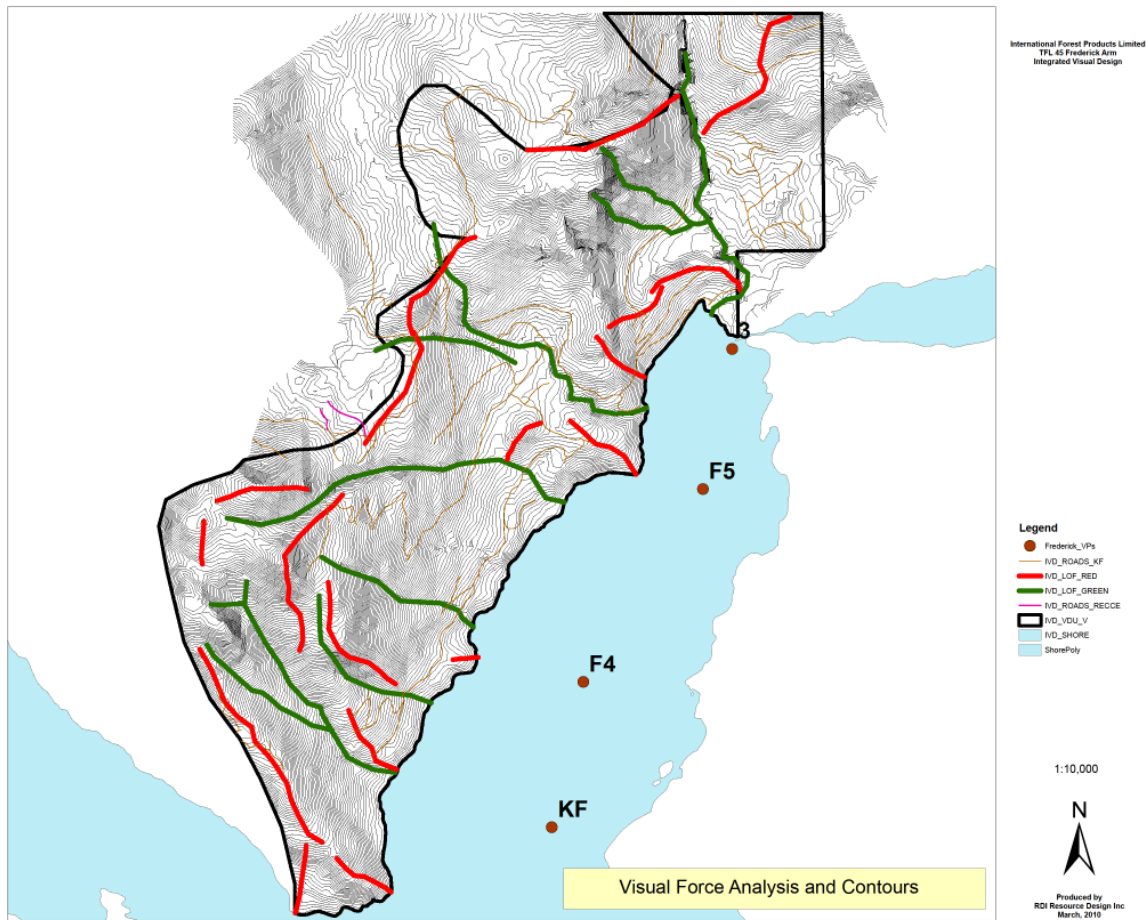 International Forest Products Limited
TFL 45 Frederick Arm
Integrated Visual Design
3
F5
F4
KF
Legend
Frederick_VPs
IVD_ROADS_KF
IVD_LOF_RED
IVD_LOF_GREEN
IVD_ROADS_RECCE
IVD_VDU_V
IVD_SHORE
ShorePoly
1:10,000
N
Visual Force Analysis and Contours
Produced by
RDI Resource Design Inc
March, 2010